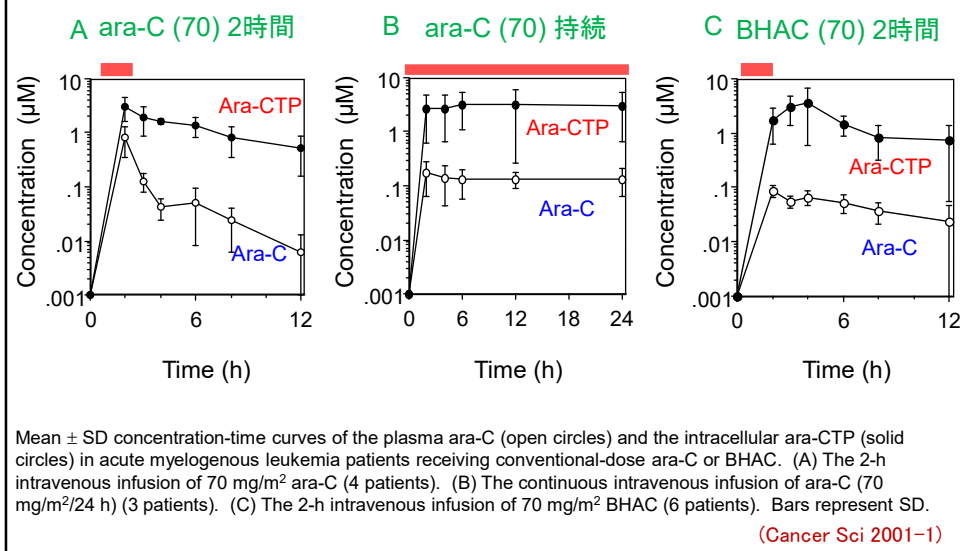 A ara-C (70) 2時間
B ara-C (70) 持続
C BHAC (70) 2時間
Concentration (μM)
10
1
.1
.01
.001
Ara-CTP
Ara-C
0
6
12
Time (h)
Concentration (μM)
10
1
.1
.01
.001
Ara-CTP
Ara-C
0
6
12
18
24
Time (h)
Concentration (μM)
10
1
.1
.01
.001
Ara-CTP
Ara-C
0
6
12
Time (h)
Mean ± SD concentration-time curves of the plasma ara-C (open circles) and the intracellular ara-CTP (solid
circles) in acute myelogenous leukemia patients receiving conventional-dose ara-C or BHAC. (A) The 2-h
intravenous infusion of 70 mg/m² ara-C (4 patients). (B) The continuous intravenous infusion of ara-C (70
mg/m²/24 h) (3 patients). (C) The 2-h intravenous infusion of 70 mg/m² BHAC (6 patients). Bars represent SD.
(Cancer Sci 2001-1)